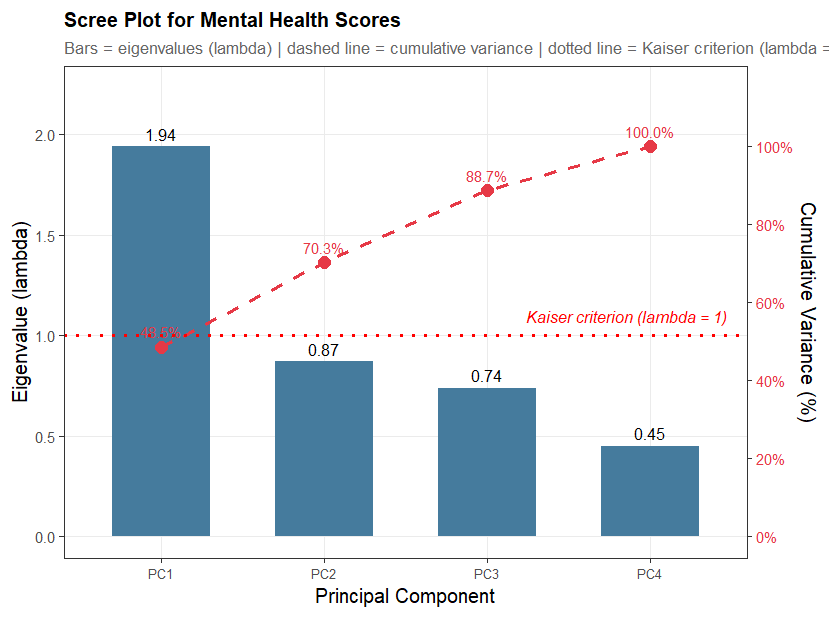 Scree Plot for Mental Health Scores
Bars = eigenvalues (lambda) | dashed line = cumulative variance | dotted line = Kaiser criterion (lambda =
Eigenvalue (lambda)
2.0
1.5
1.0
0.5
0.0
1.94
0.87
0.74
0.45
70.3%
88.7%
100.0%
Kaiser criterion (lambda = 1)
100%
80%
60%
40%
20%
0%
Cumulative Variance (%)
PC1
PC2
PC3
PC4
Principal Component